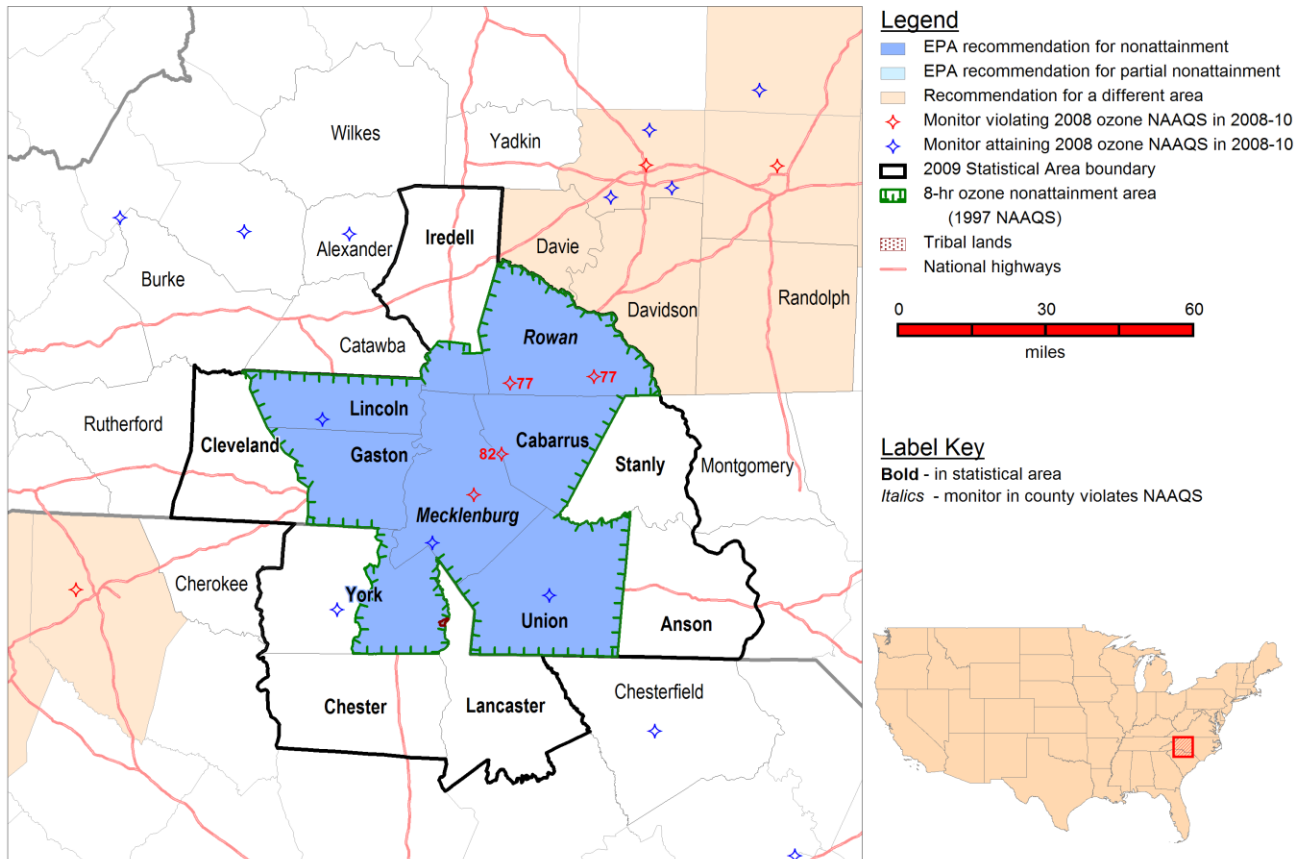 Legend
EPA recommendation for nonattainment
EPA recommendation for partial nonattainment
Recommendation for a different area
Monitor violating 2008 ozone NAAQS in 2008-10
Monitor attaining 2008 ozone NAAQS in 2008-10
2009 Statistical Area boundary
8-hr ozone nonattainment area
(1997 NAAQS)
Tribal lands
National highways
0 30 60
miles
Label Key
Bold - in statistical area
Italics - monitor in county violates NAAQS
Wilkes
Yadkin
Iredell
Davie
Alexander
Burke
Davidson
Randolph
Rowan
Catawba
77
77
Lincoln
Rutherford
Cleveland
Gaston
Cabarrus
82
Stanly
Montgomery
Mecklenburg
Cherokee
York
Union
Anson
Chester
Lancaster
Chesterfield